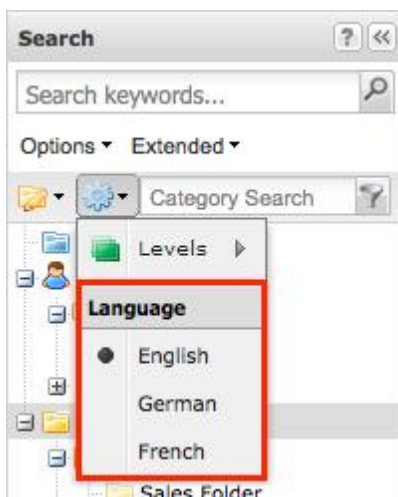 Search
Search keywords...
Options Extended
Category Search
Levels
Language
English
German
French
Sales Folder